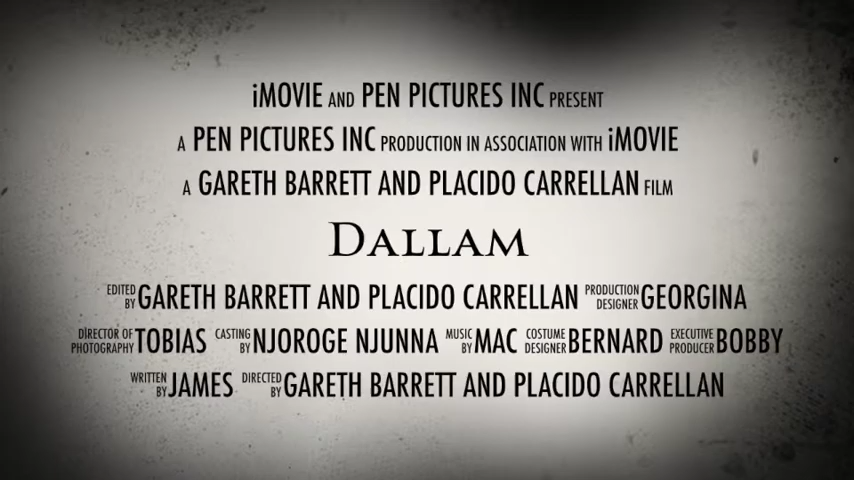 iMOVIE AND PEN PICTURES INC PRESENT
A PEN PICTURES INC PRODUCTION IN ASSOCIATION WITH iMOVIE
A GARETH BARRETT AND PLACIDO CARRELLAN FILM
DALLAM
EDITED BY GARETH BARRETT AND PLACIDO CARRELLAN PRODUCTION DESIGNER GEORGINA
DIRECTOR OF PHOTOGRAPHY TOBIAS CASTING BY NJOROGE NJUNNA MUSIC BY MAC COSTUME DESIGNER BERNARD EXECUTIVE PRODUCER BOBBY
WRITTEN BY JAMES DIRECTED BY GARETH BARRETT AND PLACIDO CARRELLAN